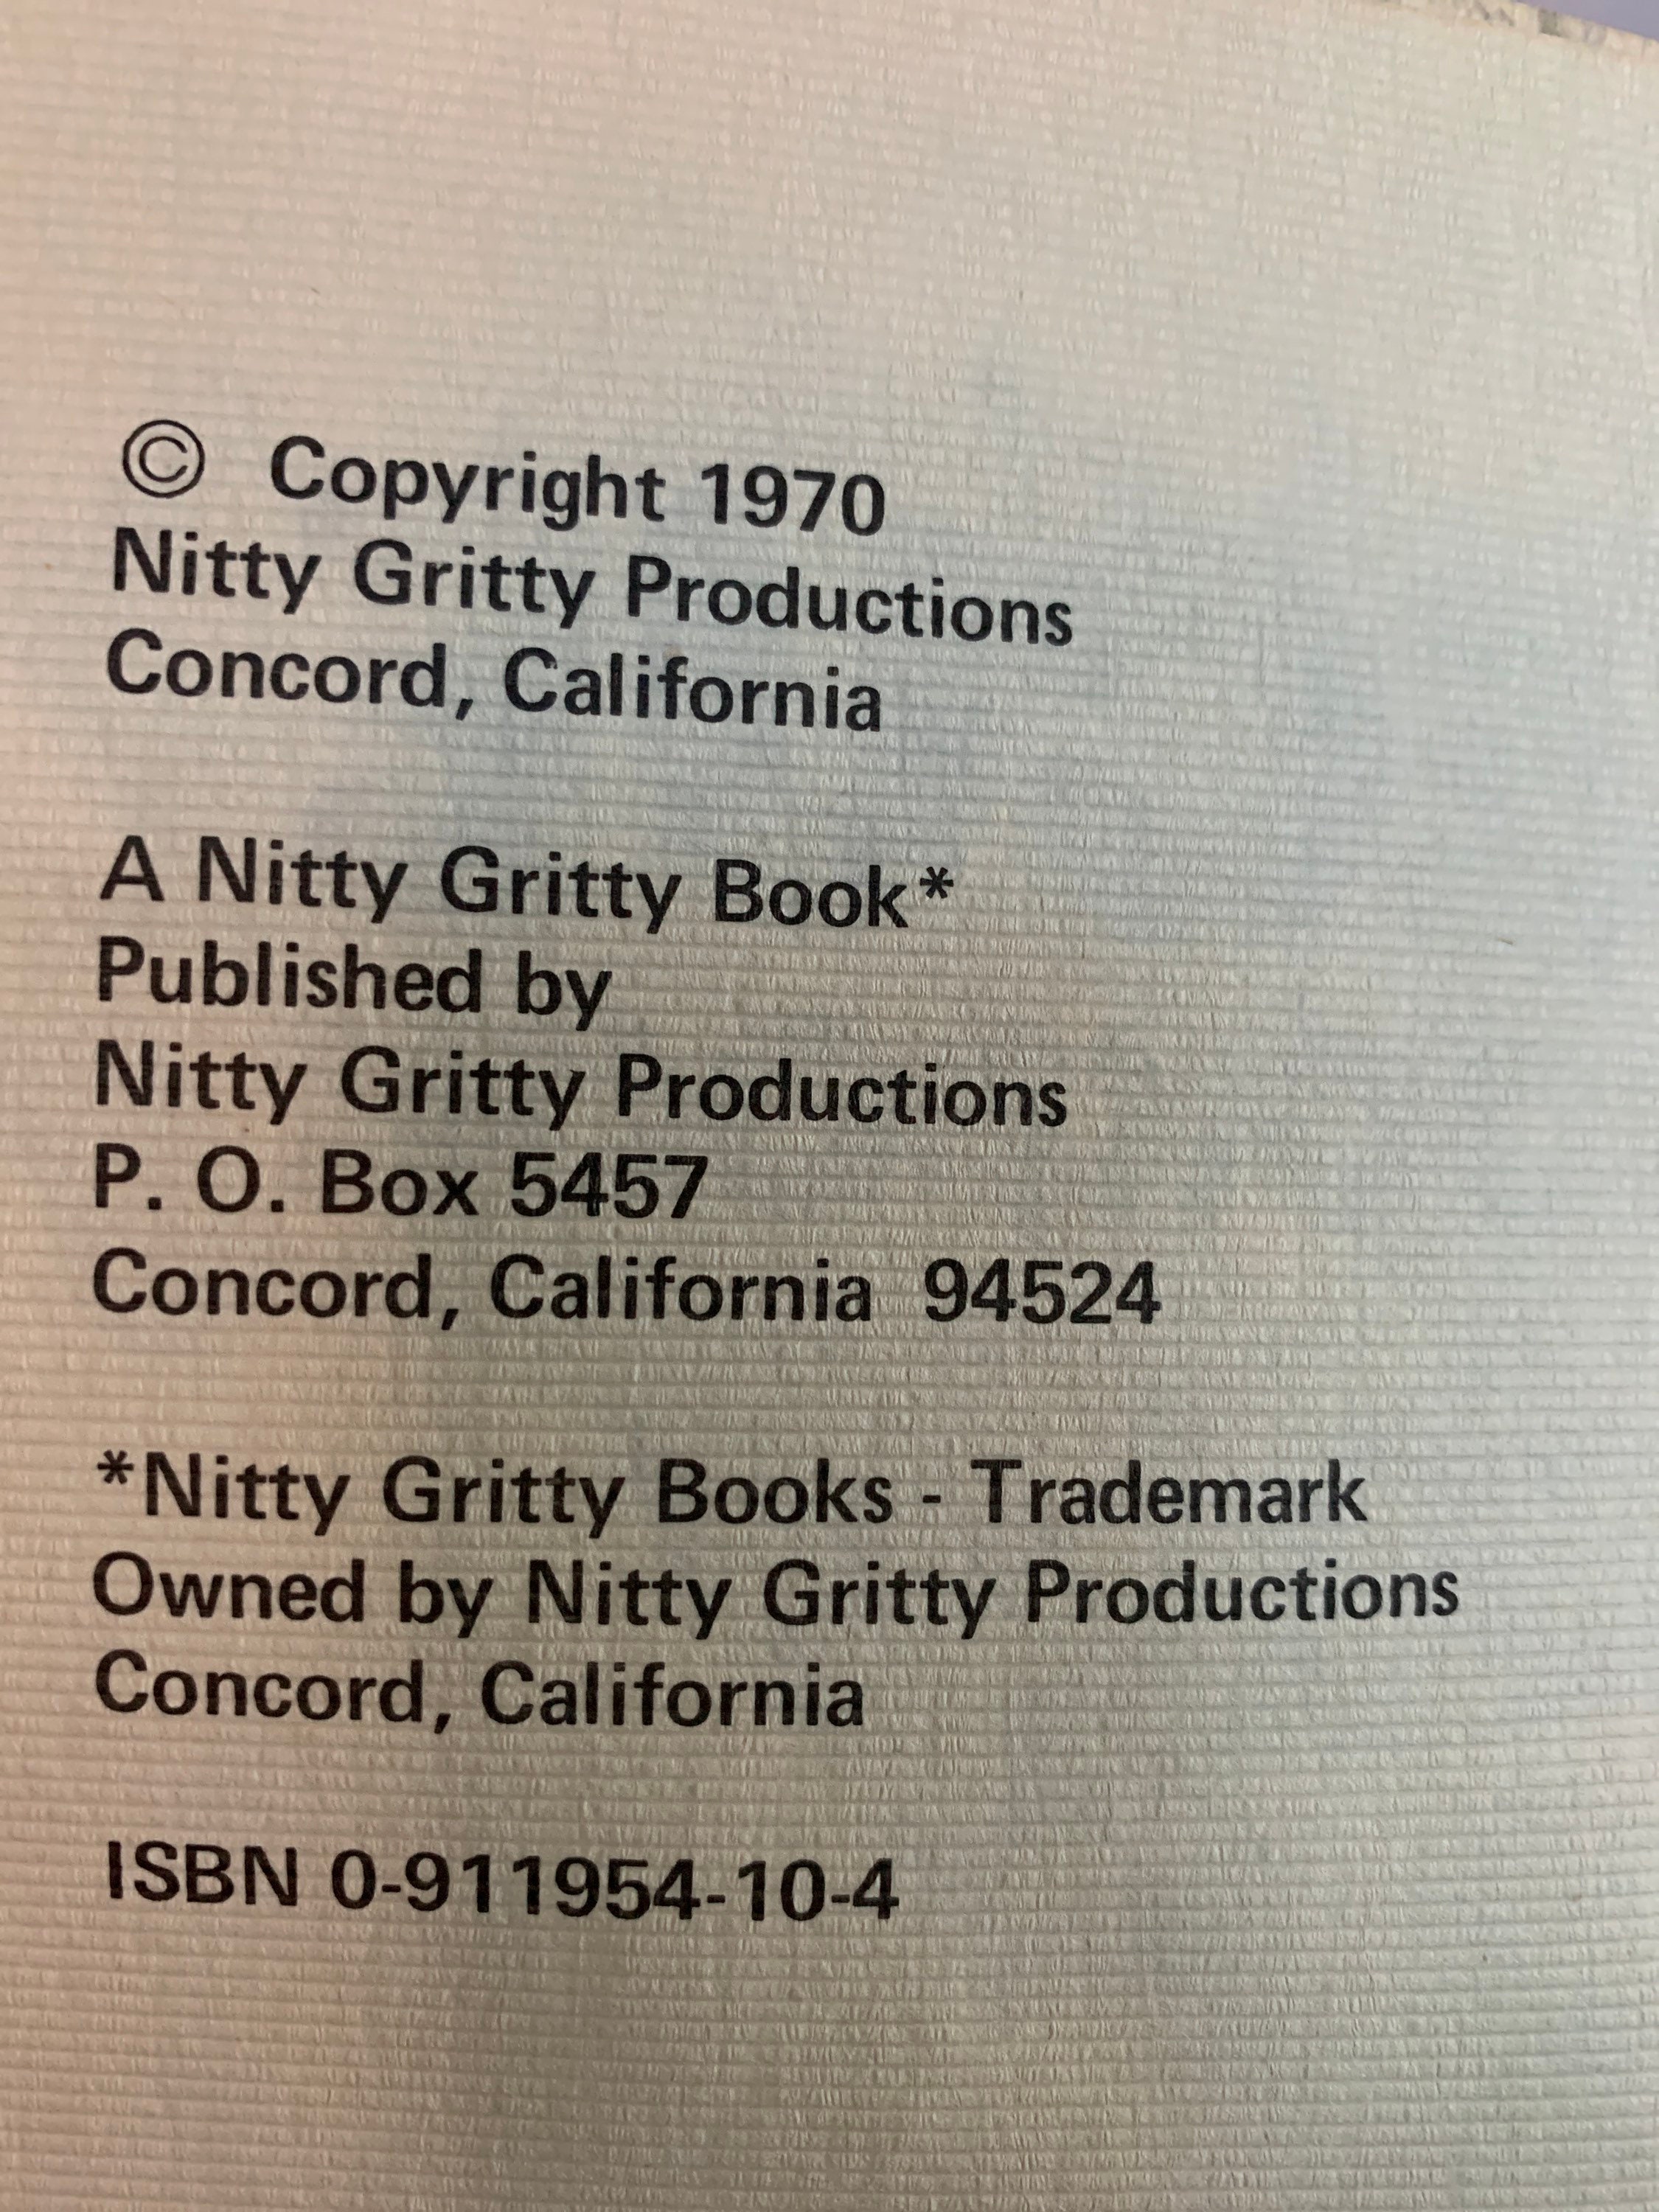 © Copyright 1970
Nitty Gritty Productions
Concord, California
A Nitty Gritty Book*
Published by
Nitty Gritty Productions
P. O. Box 5457
Concord, California 94524
*Nitty Gritty Books - Trademark
Owned by Nitty Gritty Productions
Concord, California
ISBN 0-911954-10-4